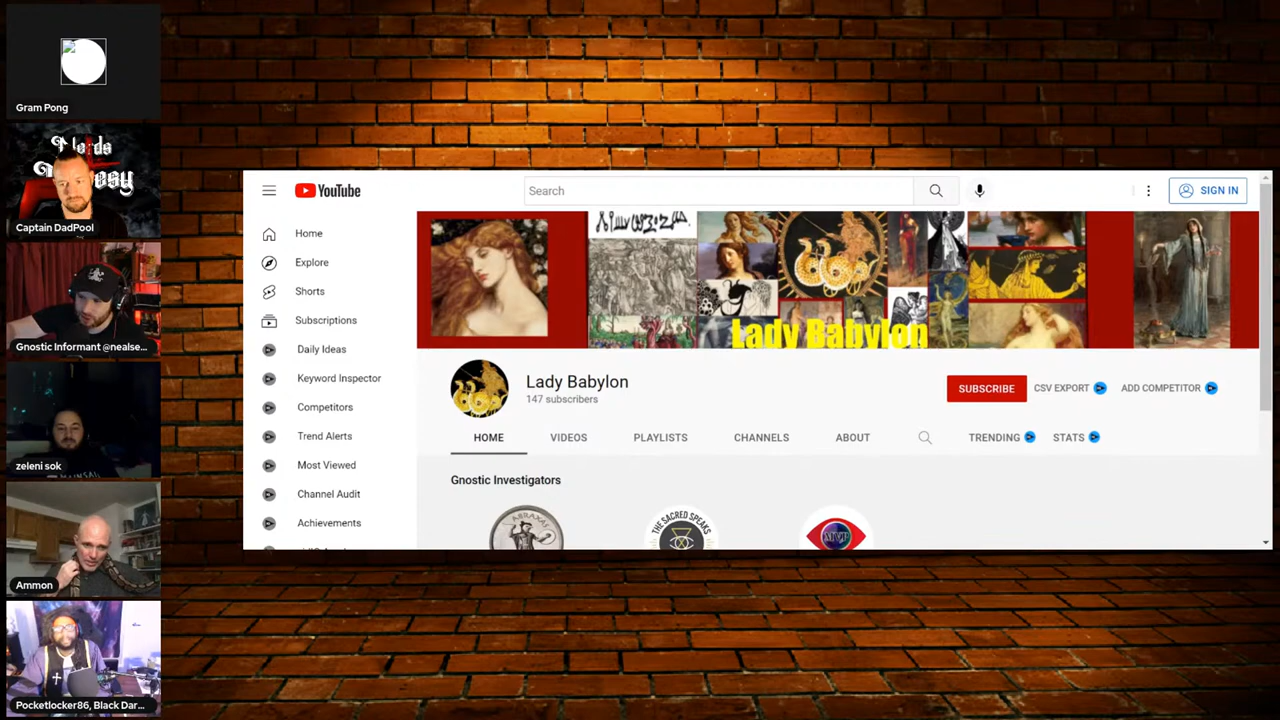 Gram Pong
Captain DadPool
Gnostic Informant @nealse...
zeleni sok
Ammon
Pocketlocker86, Black Dar...
YouTube
Search
SIGN IN
Home
Explore
Shorts
Subscriptions
Daily Ideas
Keyword Inspector
Competitors
Trend Alerts
Most Viewed
Channel Audit
Achievements
Lady Babylon
Lady Babylon
147 subscribers
SUBSCRIBE
CSV EXPORT
ADD COMPETITOR
HOME
VIDEOS
PLAYLISTS
CHANNELS
ABOUT
TRENDING
STATS
Gnostic Investigators
ABRAXAS
THE SACRED SPEAKS
MVP